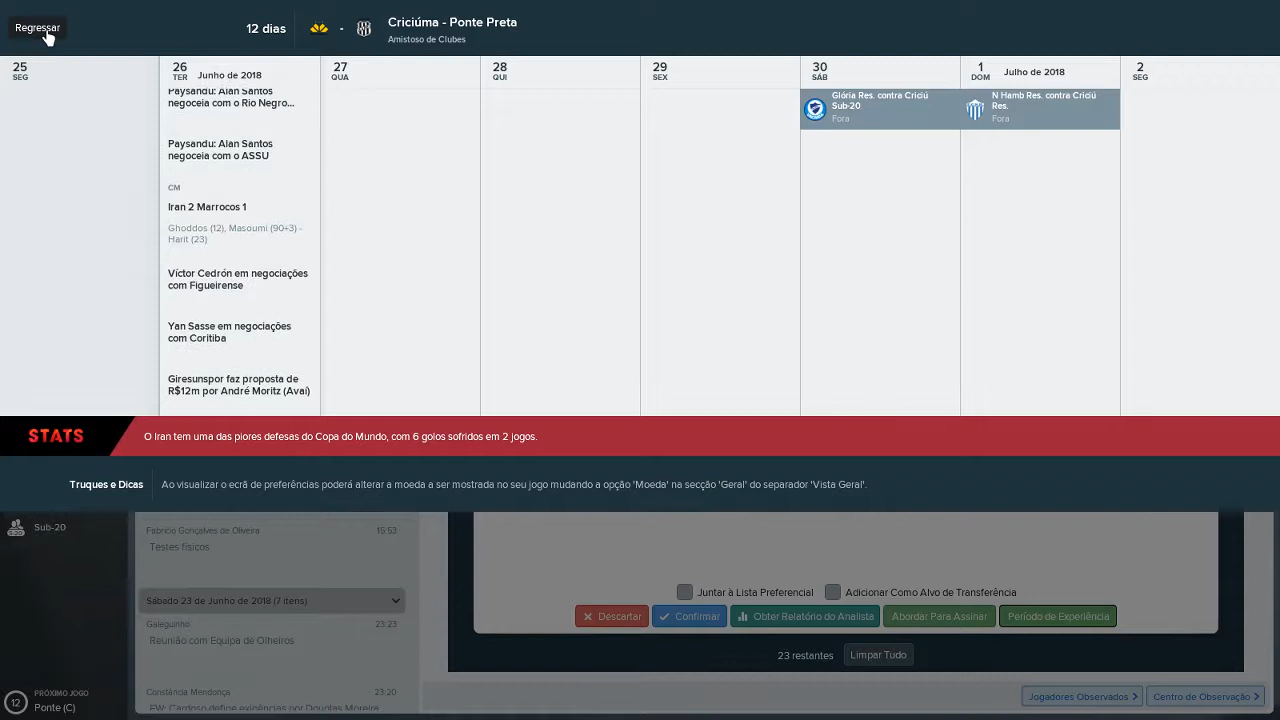 Regressar
12 dias
-
Criciúma - Ponte Preta
Amistoso de Clubes
25
SEG
26
TER
Junho de 2018
27
QUA
28
QUI
29
SEX
30
SÁB
1
DOM
Julho de 2018
2
SEG
Paysandu: Alan Santos
negoceia com o Rio Negro...
Paysandu: Alan Santos
negoceia com o ASSU
CM
Iran 2 Marrocos 1
Ghoddos (12), Masoumi (90+3) -
Harit (23)
Víctor Cedrón em negociações
com Figueirense
Yan Sasse em negociações
com Coritiba
Giresunspor faz proposta de
R$12m por André Moritz (Avaí)
Glória Res. contra Criciú
Sub-20
Fora
N Hamb Res. contra Criciú
Res.
Fora
STATS
O Iran tem uma das piores defesas do Copa do Mundo, com 6 golos sofridos em 2 jogos.
Truques e Dicas
Ao visualizar o ecrã de preferências poderá alterar a moeda a ser mostrada no seu jogo mudando a opção 'Moeda' na secção 'Geral' do separador 'Vista Geral'.
Sub-20
Fabrício Gonçalves de Oliveira
15:53
Testes físicos
Sábado 23 de Junho de 2018 (7 itens)
Galeguinho
23:23
Reunião com Equipa de Olheiros
Constância Mendonça
23:20
FW: Cardoso define exigências por Douglas Moreira
Juntar à Lista Preferencial
Adicionar Como Alvo de Transferência
Descartar
Confirmar
Obter Relatório do Analista
Abordar Para Assinar
Período de Experiência
23 restantes
Limpar Tudo
12
PRÓXIMO JOGO
Ponte (C)
Jogadores Observados
Centro de Observação